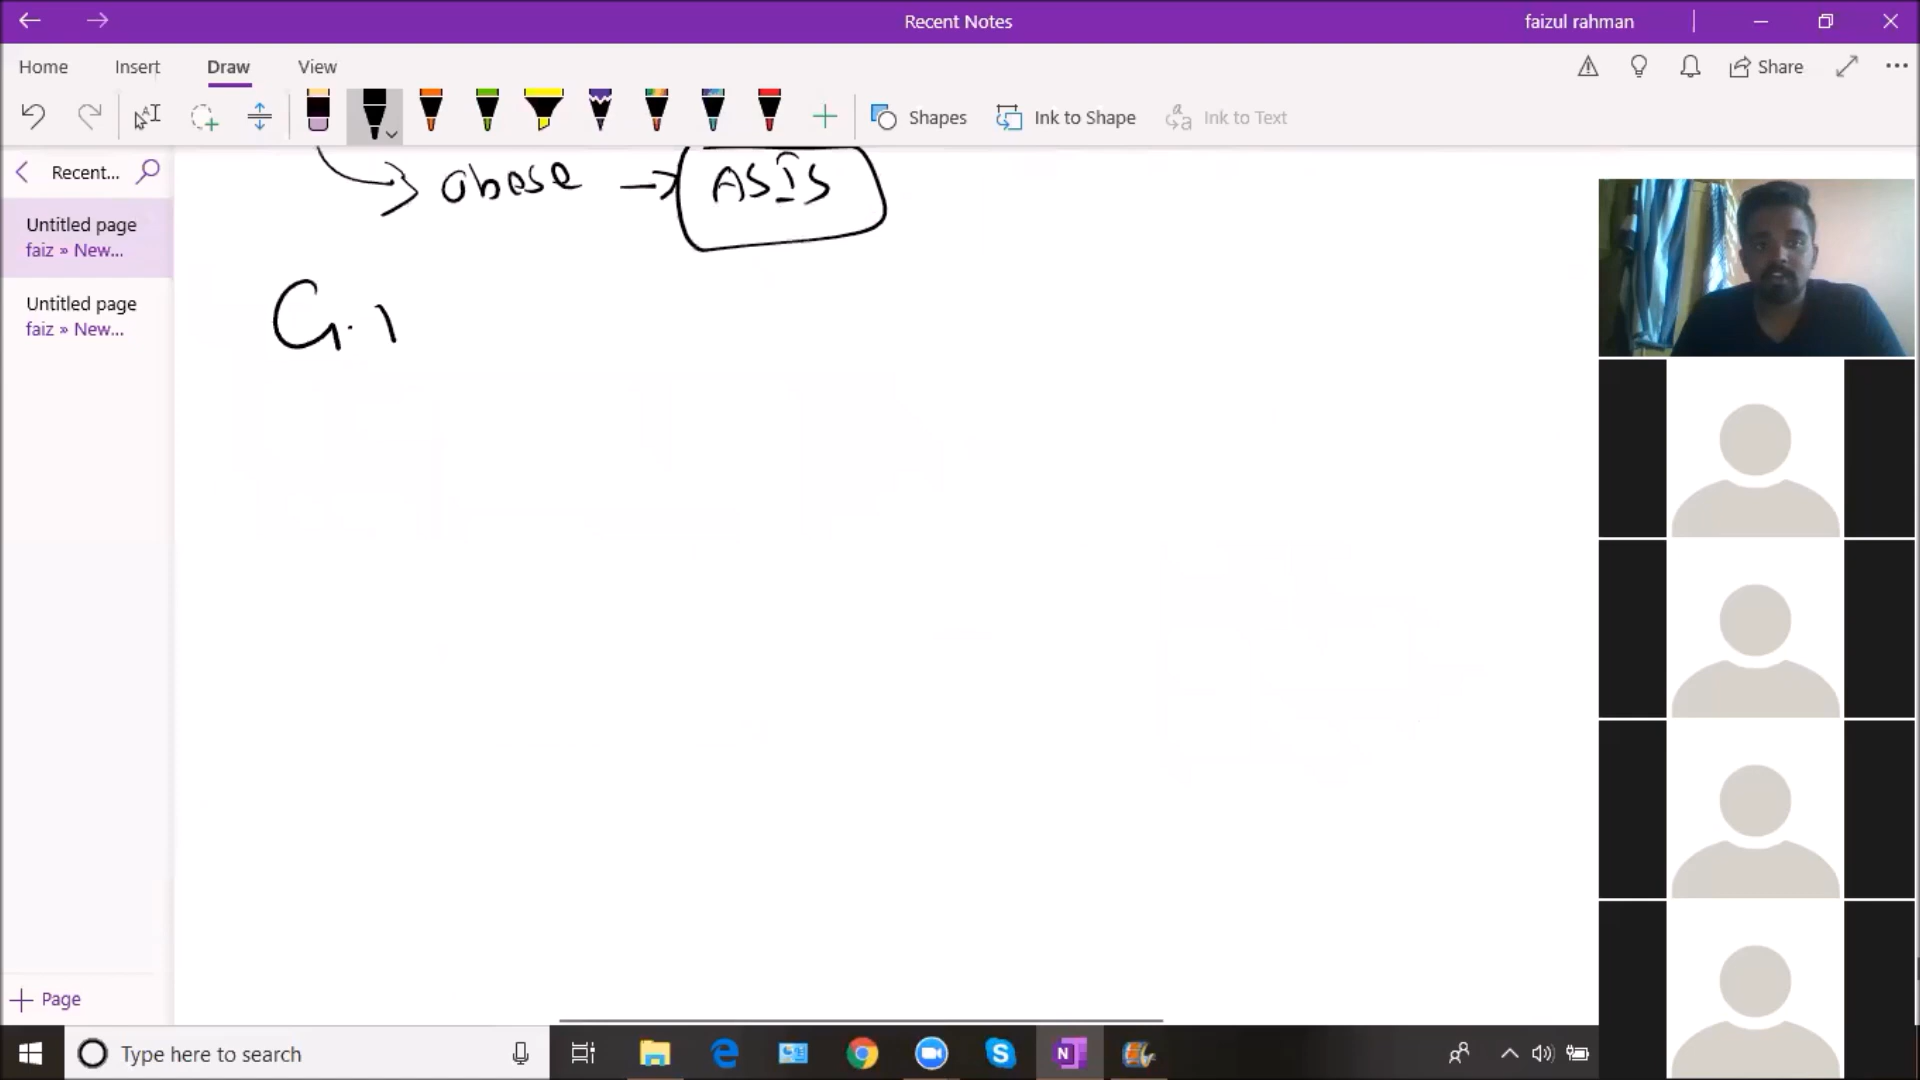 Recent Notes
faizul rahman
Home Insert Draw View
Share
Shapes Ink to Shape Ink to Text
Recent...
Untitled page
faiz » New...
Untitled page
faiz » New...
obese → ASIS
G.
+ Page
Type here to search